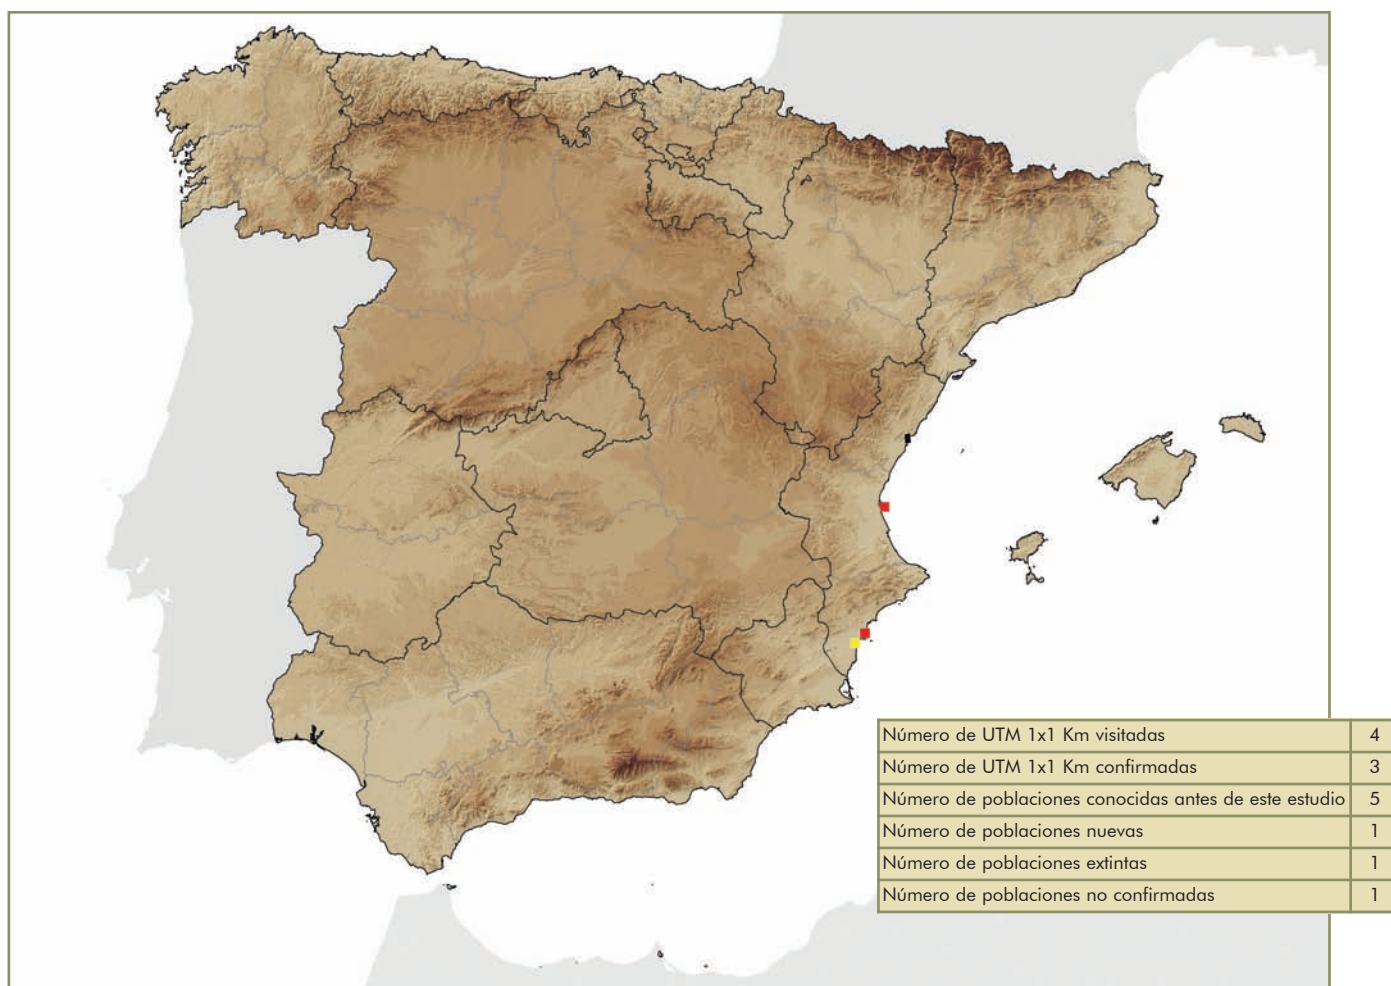 Número de UTM 1x1 Km visitadas 4
Número de UTM 1x1 Km confirmadas 3
Número de poblaciones conocidas antes de este estudio 5
Número de poblaciones nuevas 1
Número de poblaciones extintas 1
Número de poblaciones no confirmadas 1